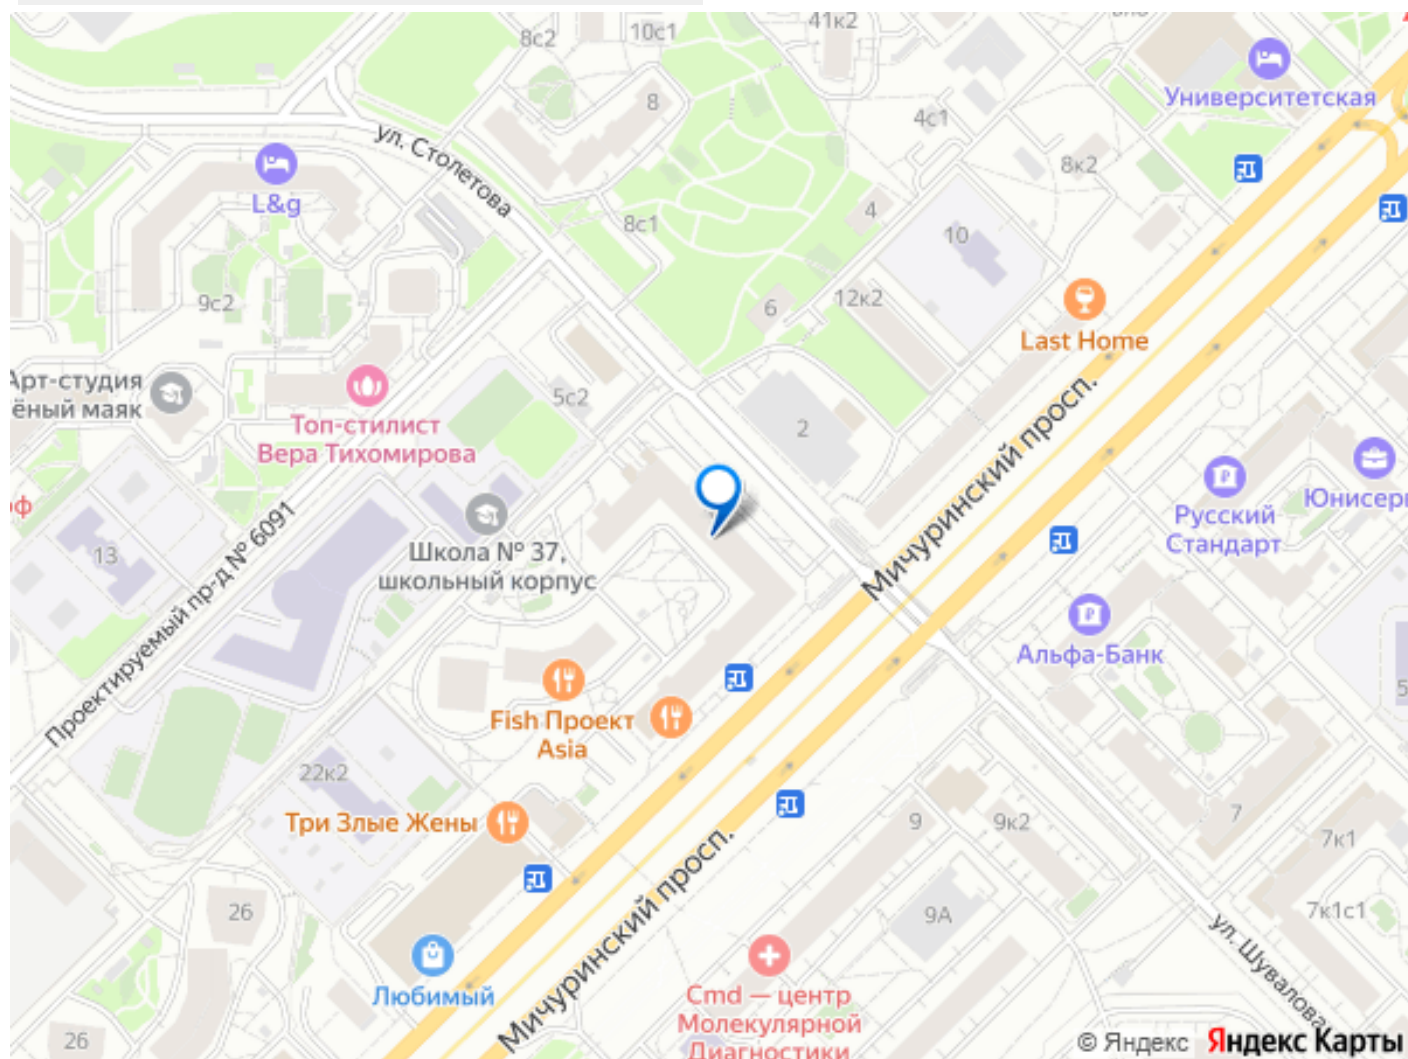 41к2
8с2
10с1
8
Университетская
4с1
ул. Столетова
8к2
L&g
4
8с1
10
9с2
12к2
6
Last Home
Арт-студия
ёный маяк
5с2
Топ-стилист
Вера Тихомирова
2
Мичуринский просп.
Юнисер
Русский
Стандарт
ф
13
Школа № 37,
школьный корпус
Проектируемый пр-д № 6091
Альфа-Банк
5
Fish Проект
Asia
22к2
Три Злые Жены
9
9к2
7
7к1
Мичуринский просп.
26
9А
7к1с1
ул. Шувалова
Любимый
Cmd — центр
Молекулярной
Диагностики
26
© Яндекс Яндекс Карты